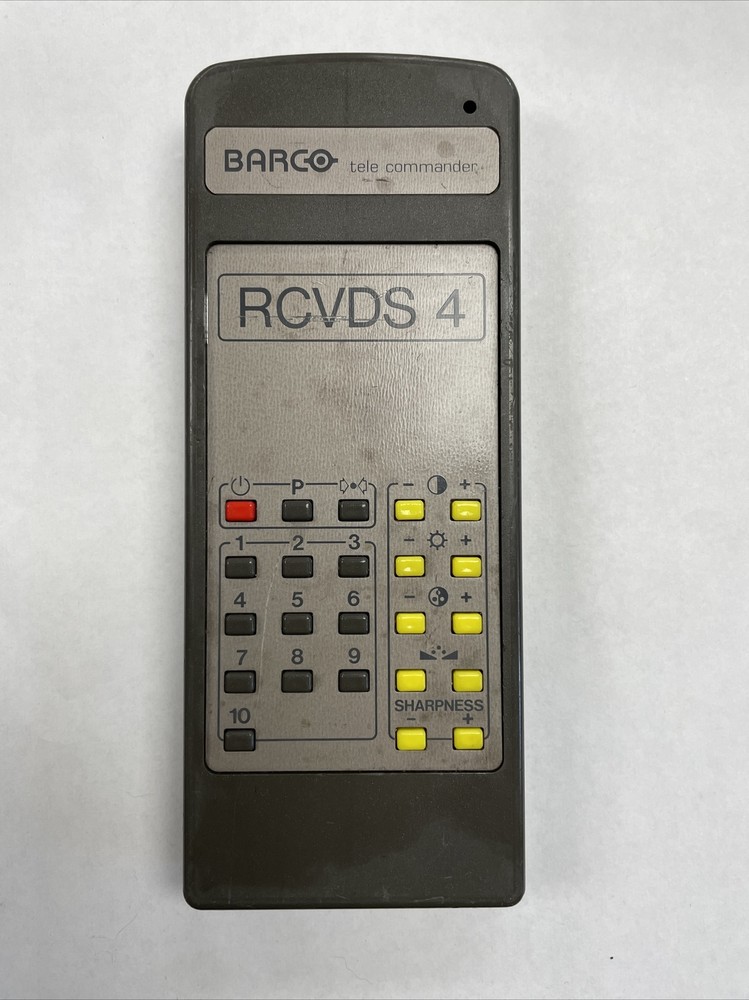 BARCO tele commander
RCVDS 4
P
- +
1 2 3
- +
4 5 6
- +
7 8 9
SHARPNESS
10
- +